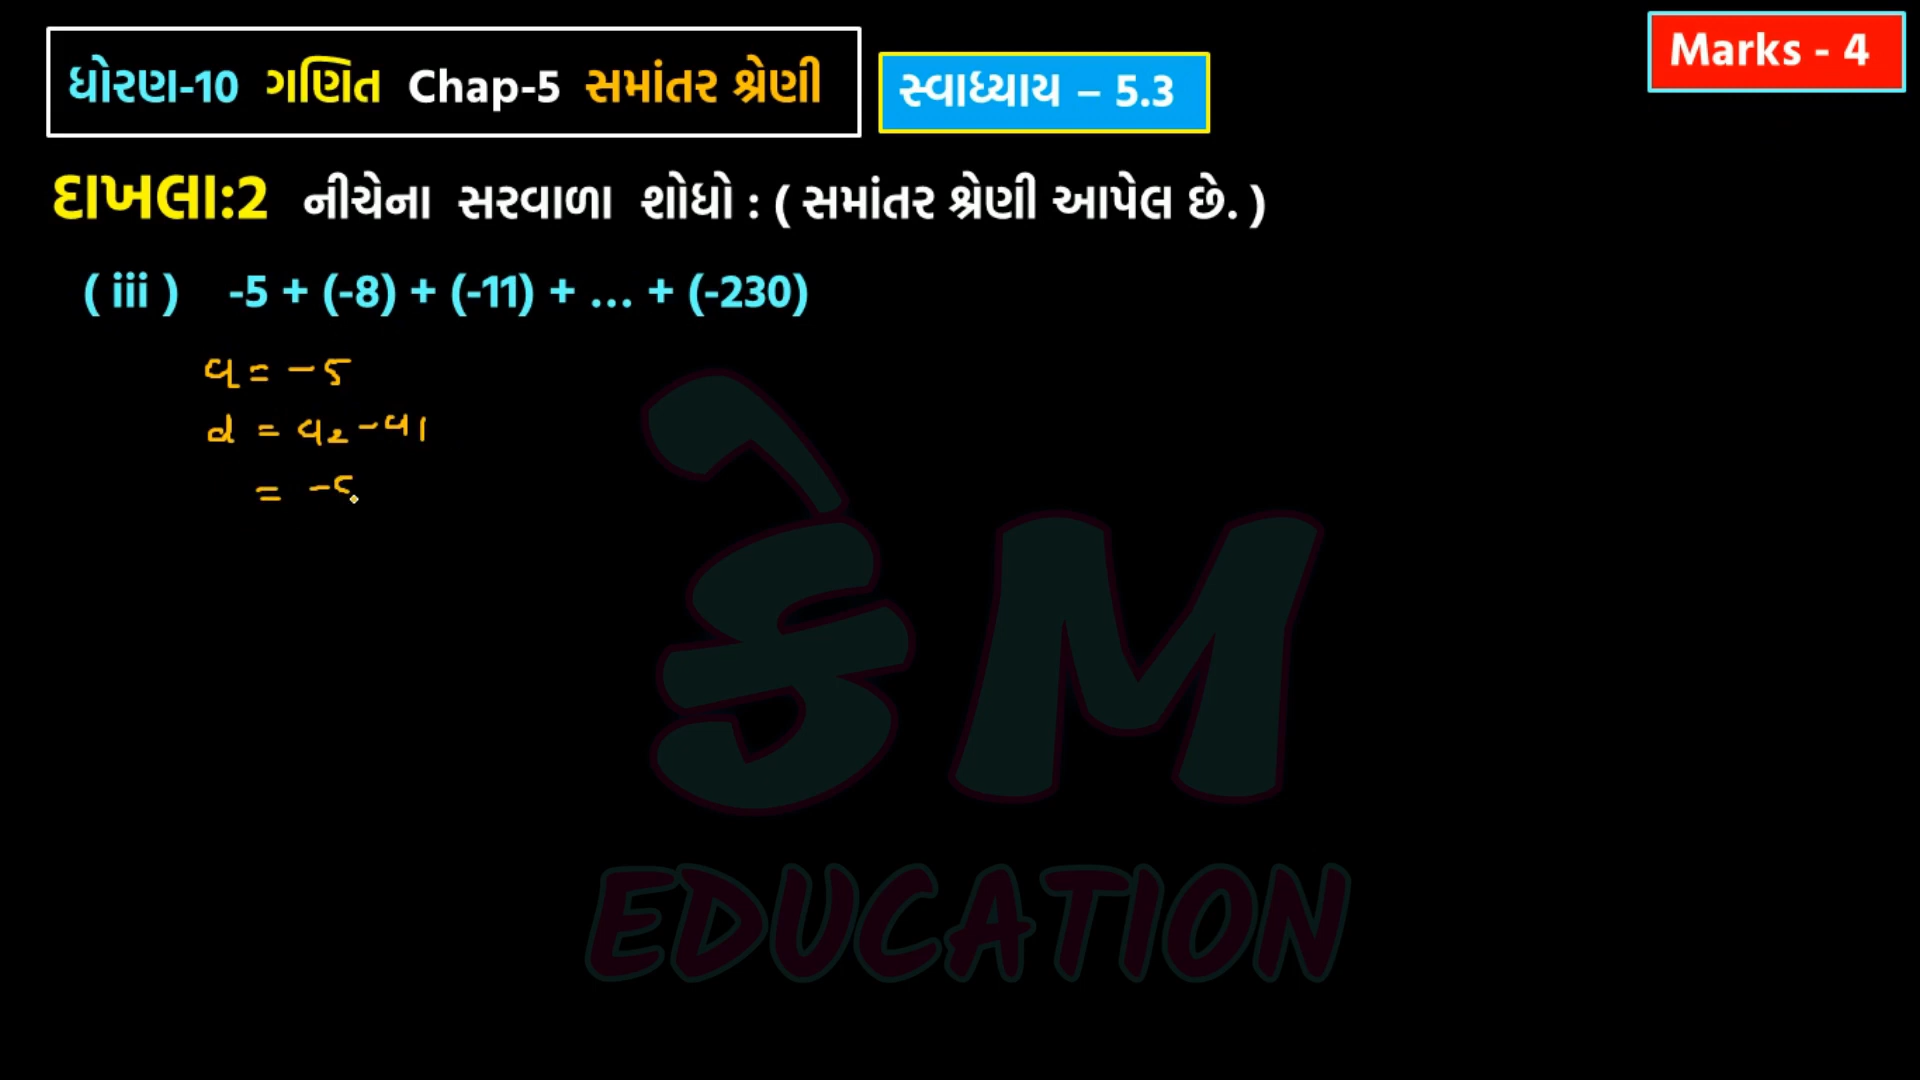 ધોરણ-10 ગણિત Chap-5 સમાંતર શ્રેણી
સ્વાધ્યાય – 5.3
Marks - 4
દાખલા:2 નીચેના સરવાળા શોધો : ( સમાંતર શ્રેણી આપેલ છે. )
( iii ) -5 + (-8) + (-11) + ... + (-230)
a = -5
d = a2 - a1
= -5
કેM
EDUCATION